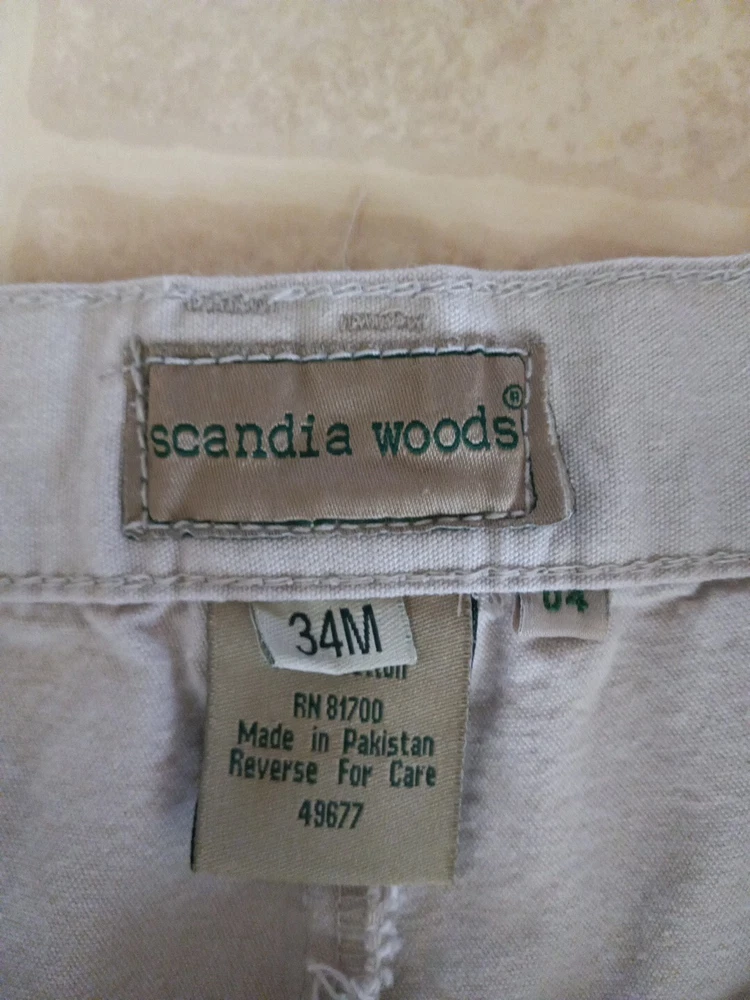 scandia woods®
34M
RN 81700
Made in Pakistan
Reverse For Care
49677